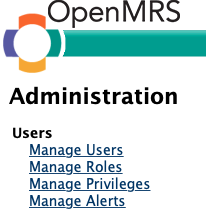 OpenMRS
Administration
Users
Manage Users
Manage Roles
Manage Privileges
Manage Alerts